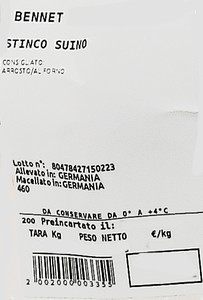 BENNET
STINCO SUINO
CONSIGLIATO:
ARROSTO/AL FORNO
Lotto n°: 80478427150223
Allevato in: GERMANIA
Macellato in: GERMANIA
460
DA CONSERVARE DA 0° A +4°C
200 Preincartato il:
TARA Kg PESO NETTO €/kg
2 002000 003355